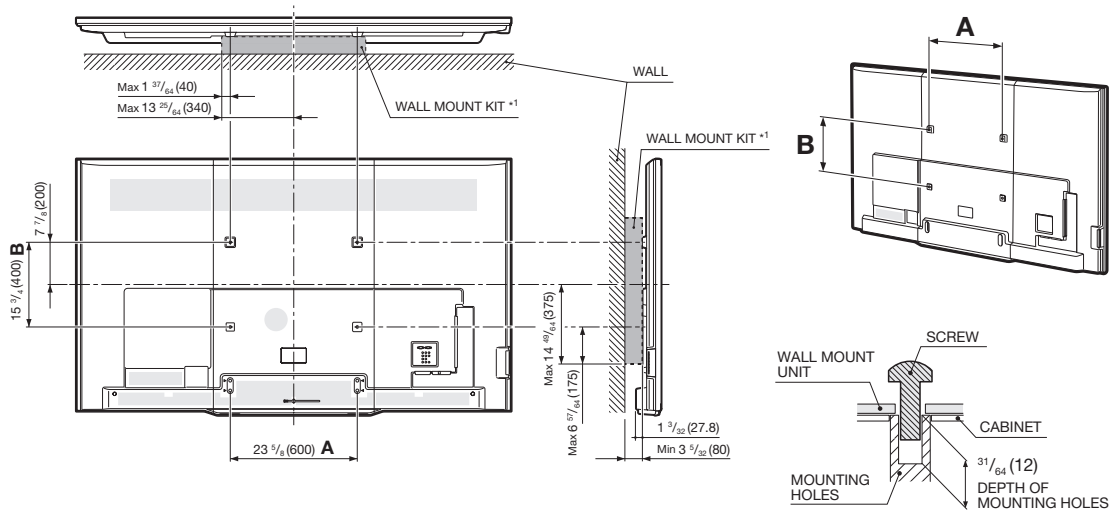 Max 1 37/64 (40)
Max 13 25/64 (340)
WALL MOUNT KIT *1
WALL
WALL MOUNT KIT *1
7 7/8 (200)
15 3/4 (400) B
23 5/8 (600) A
Max 14 49/64 (375)
Max 6 57/64 (175)
1 3/32 (27.8)
Min 3 5/32 (80)
A
B
SCREW
WALL MOUNT
UNIT
CABINET
31/64 (12)
DEPTH OF
MOUNTING HOLES
MOUNTING
HOLES